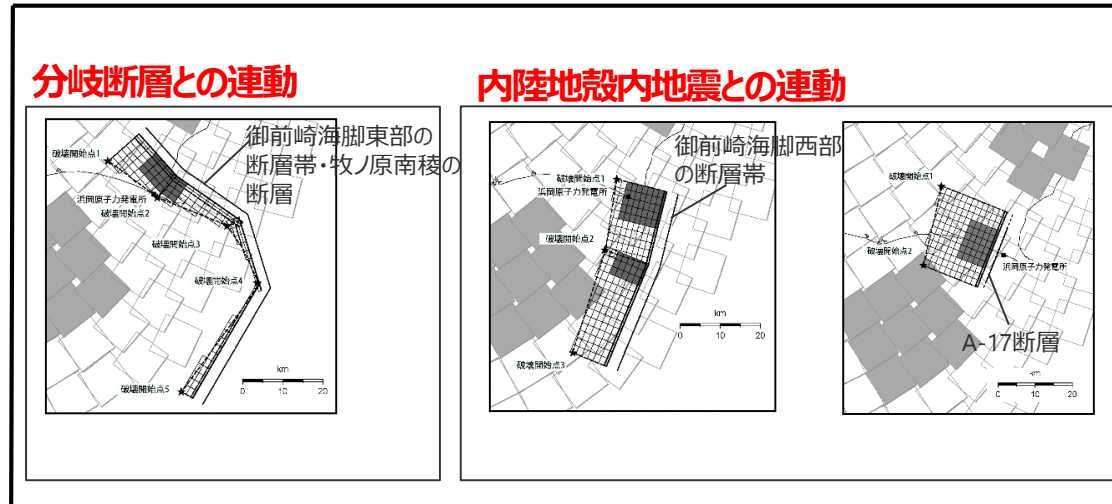 分岐断層との連動
内陸地殻内地震との連動
御前崎海脚東部の
断層帯・牧ノ原南稜の
断層
破壊開始点1
浜岡原子力発電所
破壊開始点2
破壊開始点3
破壊開始点4
破壊開始点5
km
0 10 20
御前崎海脚西部
の断層帯
破壊開始点1
浜岡原子力発電所
破壊開始点2
破壊開始点3
km
0 10 20
破壊開始点1
破壊開始点2
浜岡原子力発電所
A-17断層
km
0 10 20